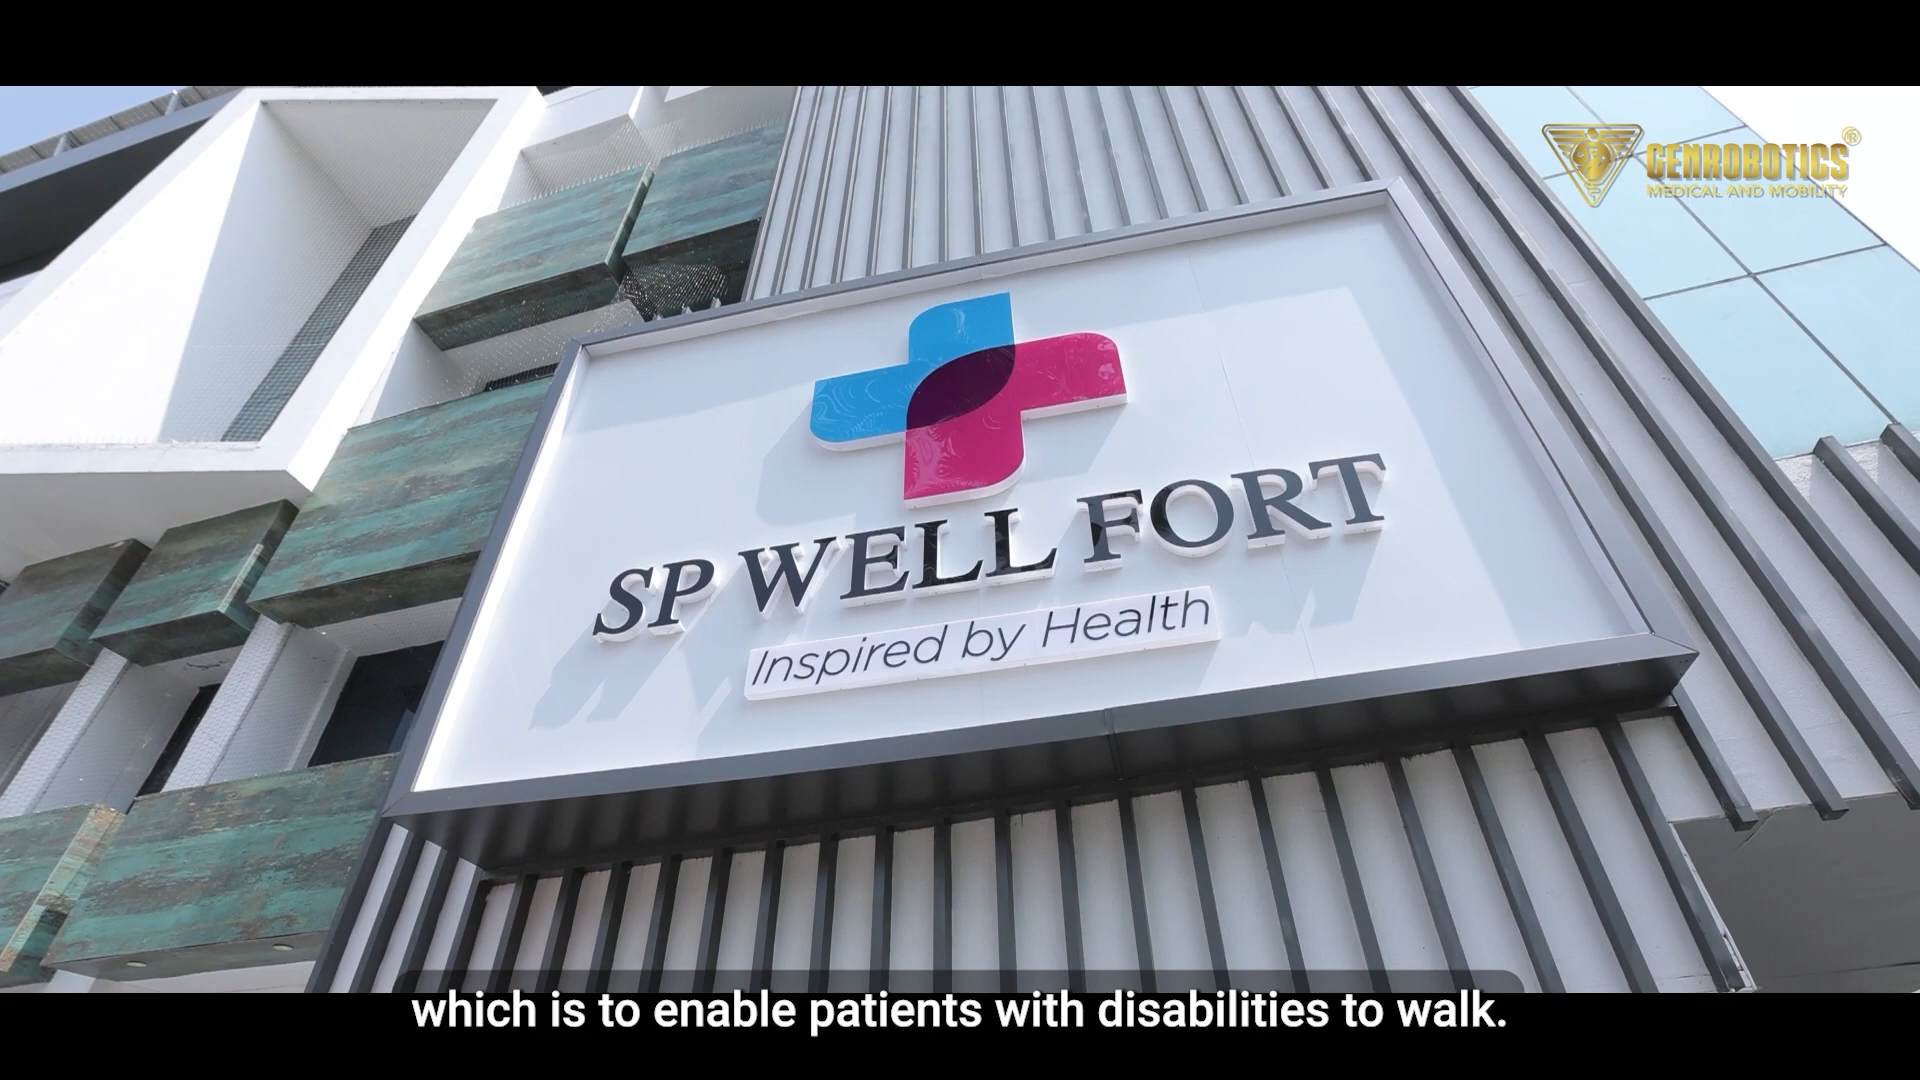 GENROBOTICS®
MEDICAL AND MOBILITY
SP WELL FORT
Inspired by Health
which is to enable patients with disabilities to walk.